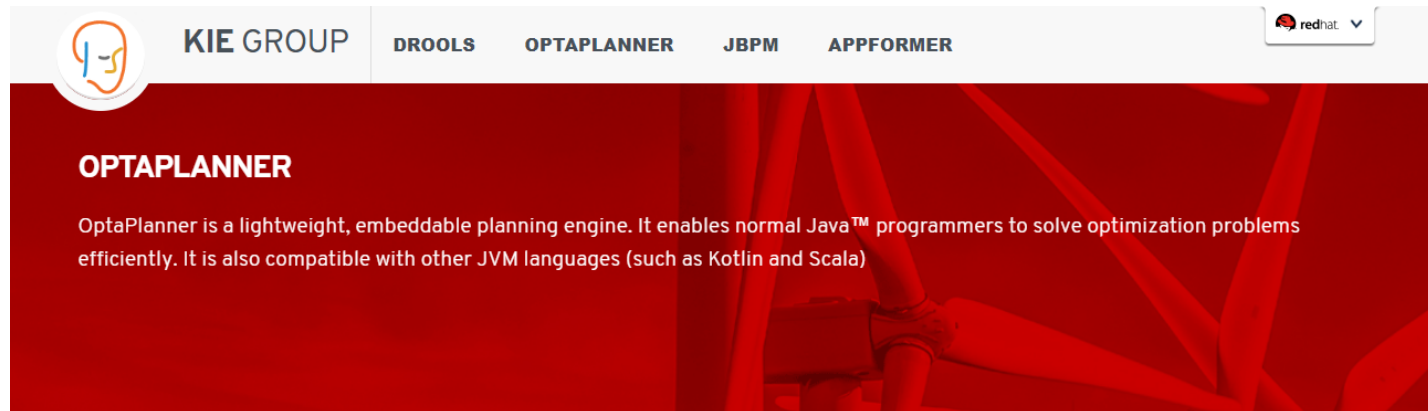 KIE GROUP DROOLS OPTAPLANNER JBPM APPFORMER redhat.
OPTAPLANNER
OptaPlanner is a lightweight, embeddable planning engine. It enables normal Java™ programmers to solve optimization problems
efficiently. It is also compatible with other JVM languages (such as Kotlin and Scala)